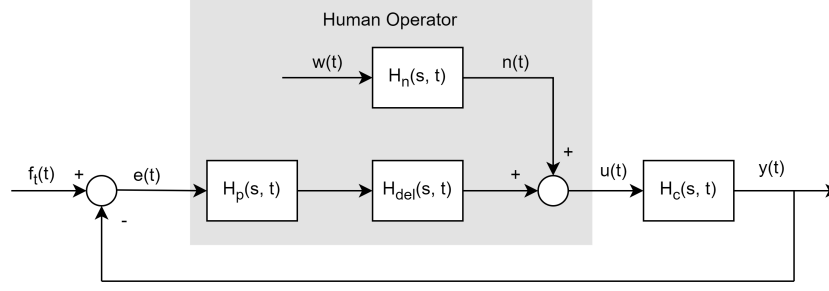 Human Operator
w(t)
Hn(s, t)
n(t)
+
ft(t)
+
e(t)
Hp(s, t)
Hdel(s, t)
+
u(t)
Hc(s, t)
y(t)
-